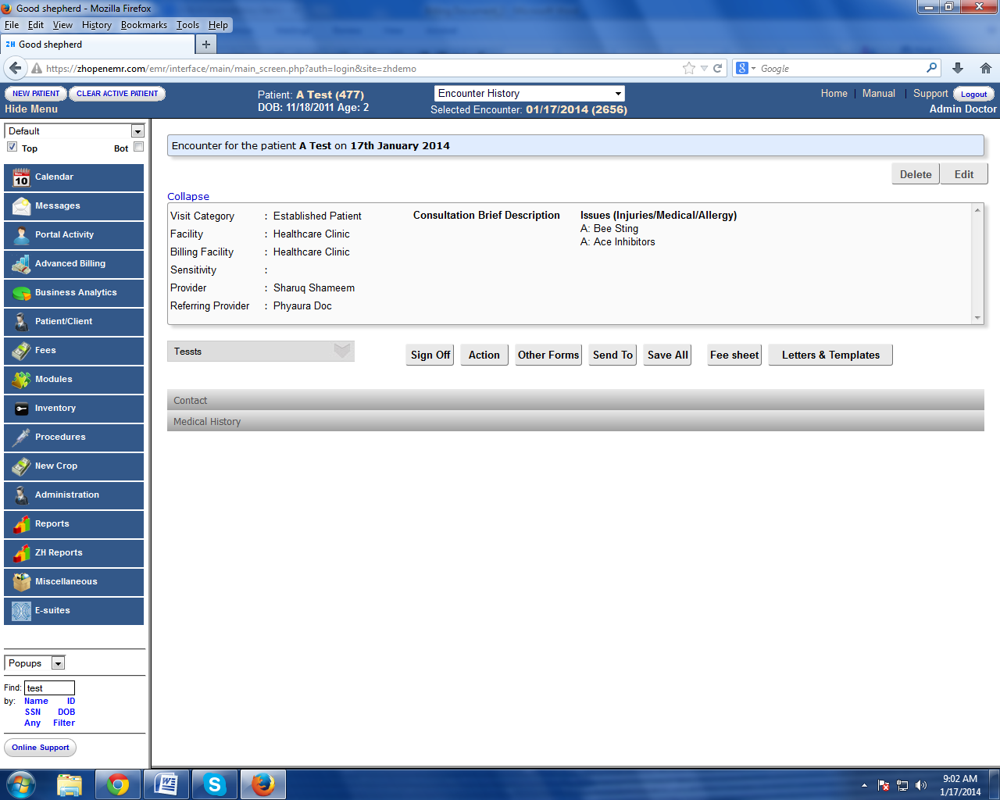 Good shepherd - Mozilla Firefox
File Edit View History Bookmarks Tools Help
ZH Good shepherd
https://zhopenemr.com/emr/interface/main/main_screen.php?auth=login&site=zhdemo
8 Google
NEW PATIENT CLEAR ACTIVE PATIENT
Hide Menu
Patient: A Test (477)
DOB: 11/18/2011 Age: 2
Encounter History
Selected Encounter: 01/17/2014 (2656)
Home | Manual | Support Logout
Admin Doctor
Default
Top Bot
Nov 10 Calendar
Messages
Portal Activity
Advanced Billing
Business Analytics
Patient/Client
Fees
Modules
Inventory
Procedures
New Crop
Administration
Reports
ZH Reports
Miscellaneous
E-suites
Popups
Find: test
by: Name ID
SSN DOB
Any Filter
Online Support
Encounter for the patient A Test on 17th January 2014
Delete Edit
Collapse
Visit Category : Established Patient
Facility : Healthcare Clinic
Billing Facility : Healthcare Clinic
Sensitivity :
Provider : Sharuq Shameem
Referring Provider : Phyaura Doc
Consultation Brief Description
Issues (Injuries/Medical/Allergy)
A: Bee Sting
A: Ace Inhibitors
Tessts
Sign Off Action Other Forms Send To Save All Fee sheet Letters & Templates
Contact
Medical History
9:02 AM
1/17/2014